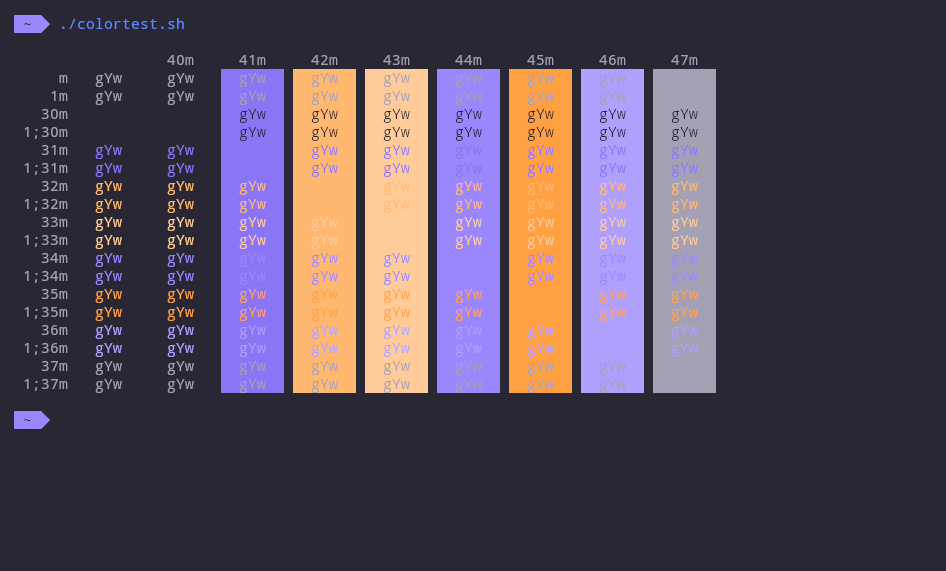 ~ ./colortest.sh
40m 41m 42m 43m 44m 45m 46m 47m
m gYw gYw gYw gYw gYw gYw gYw gYw
1m gYw gYw gYw gYw gYw gYw gYw gYw
30m gYw gYw gYw gYw gYw gYw gYw
1;30m gYw gYw gYw gYw gYw gYw gYw
31m gYw gYw gYw gYw gYw gYw gYw gYw
1;31m gYw gYw gYw gYw gYw gYw gYw gYw
32m gYw gYw gYw gYw gYw gYw gYw gYw
1;32m gYw gYw gYw gYw gYw gYw gYw gYw
33m gYw gYw gYw gYw gYw gYw gYw gYw
1;33m gYw gYw gYw gYw gYw gYw gYw gYw
34m gYw gYw gYw gYw gYw gYw gYw gYw
1;34m gYw gYw gYw gYw gYw gYw gYw gYw
35m gYw gYw gYw gYw gYw gYw gYw gYw
1;35m gYw gYw gYw gYw gYw gYw gYw gYw
36m gYw gYw gYw gYw gYw gYw gYw gYw
1;36m gYw gYw gYw gYw gYw gYw gYw gYw
37m gYw gYw gYw gYw gYw gYw gYw gYw
1;37m gYw gYw gYw gYw gYw gYw gYw gYw
~